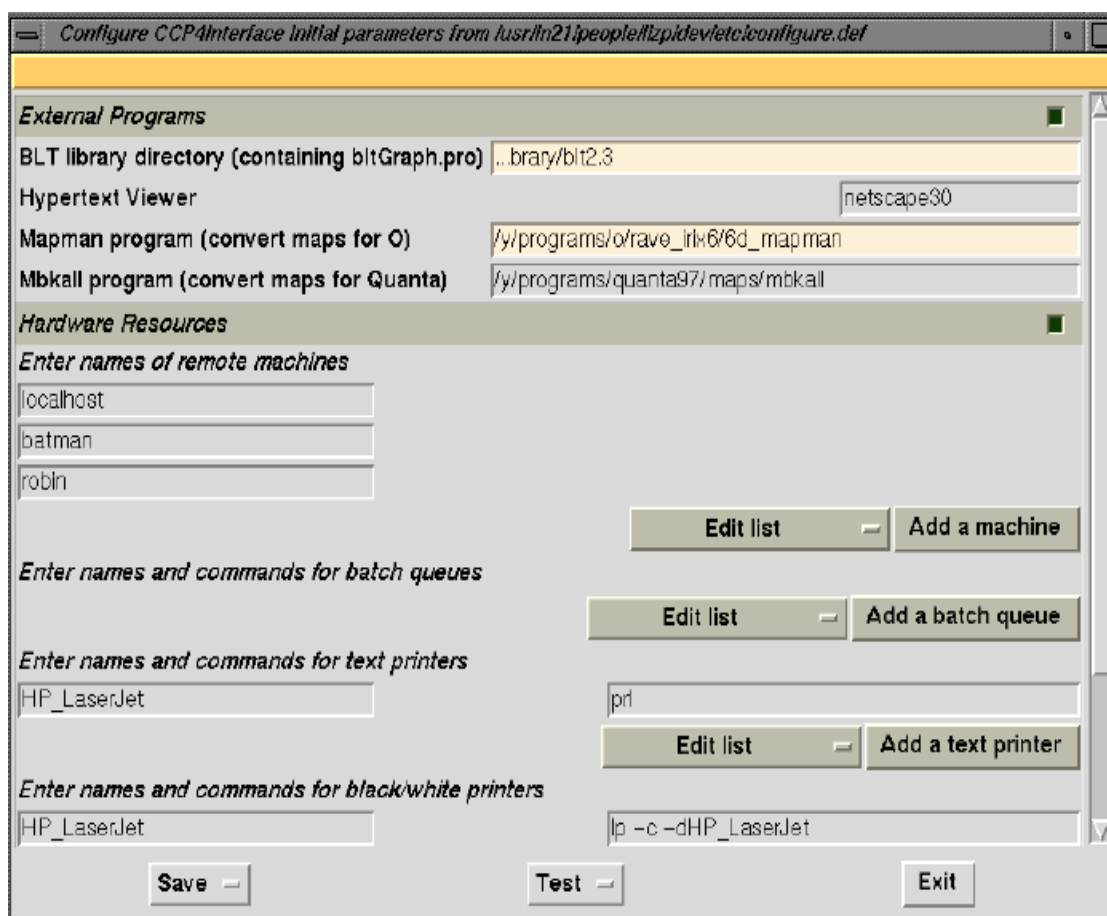 Configure CCP4Interface Initial parameters from /usr/ln21/people/lizp/dev/etc/configure.def
External Programs
BLT library directory (containing bltGraph.pro) ...brary/blt2.3
Hypertext Viewer netscape30
Mapman program (convert maps for O) /y/programs/o/rave_irix6/6d_mapman
Mbkall program (convert maps for Quanta) /y/programs/quanta97/maps/mbkall
Hardware Resources
Enter names of remote machines
localhost
batman
robin
Edit list Add a machine
Enter names and commands for batch queues
Edit list Add a batch queue
Enter names and commands for text printers
HP_LaserJet prl
Edit list Add a text printer
Enter names and commands for black/white printers
HP_LaserJet lp -c -dHP_LaserJet
Save Test Exit